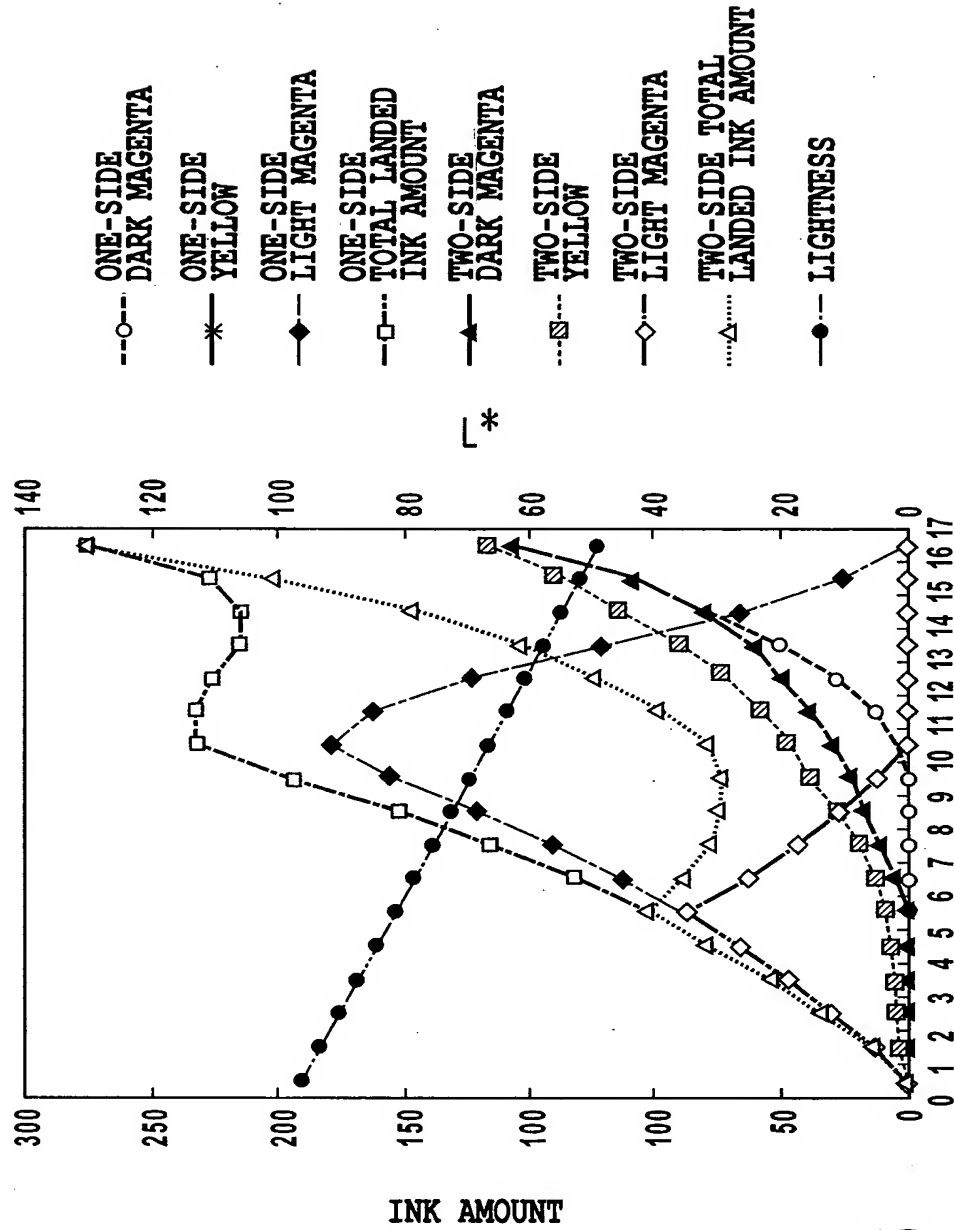 ONE-SIDE
DARK MAGENTA
ONE-SIDE
YELLOW
ONE-SIDE
LIGHT MAGENTA
ONE-SIDE
TOTAL LANDED
INK AMOUNT
TWO-SIDE
DARK MAGENTA
TWO-SIDE
YELLOW
TWO-SIDE
LIGHT MAGENTA
TWO-SIDE TOTAL
LANDED INK AMOUNT
LIGHTNESS
L*
140
120
100
80
60
40
20
0
300
250
200
150
100
50
0
INK AMOUNT
0 1 2 3 4 5 6 7 8 9 10 11 12 13 14 15 16 17